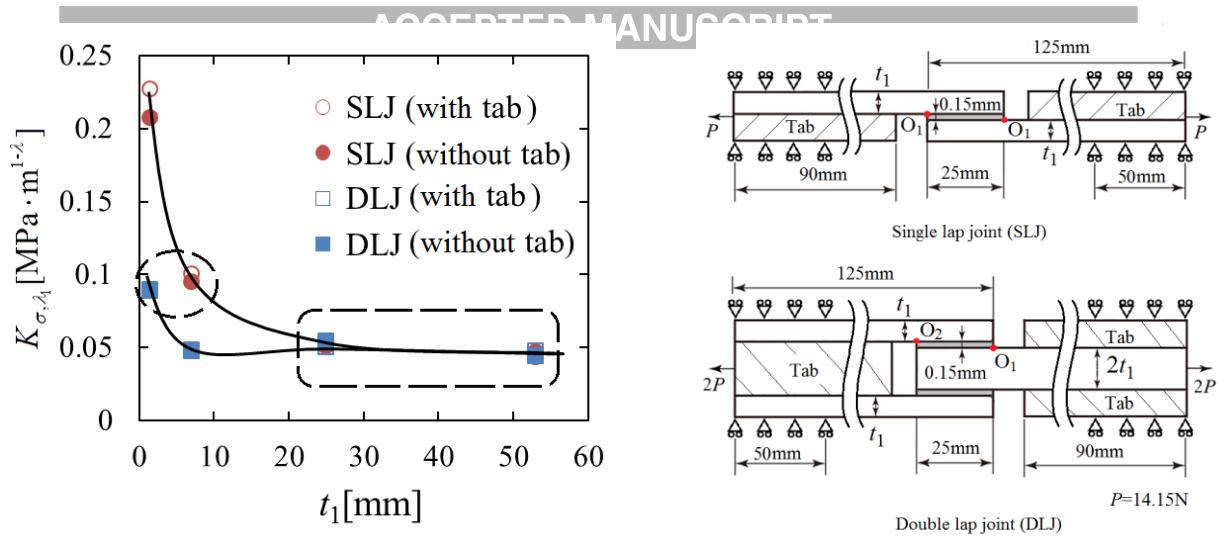 ACCEPTED MANUSCRIPT
0.25
0.2
0.15
0.1
0.05
0
0 10 20 30 40 50 60
K σ, λ1 [MPa·m^1-λ]
t1[mm]
SLJ (with tab)
SLJ (without tab)
DLJ (with tab)
DLJ (without tab)
125mm
t1
0.15mm
Tab
O1
O1
Tab
P
P
t1
90mm
25mm
50mm
Single lap joint (SLJ)
125mm
t1
O2
Tab
Tab
0.15mm
O1
2t1
2P
2P
Tab
t1
50mm
25mm
90mm
P=14.15N
Double lap joint (DLJ)